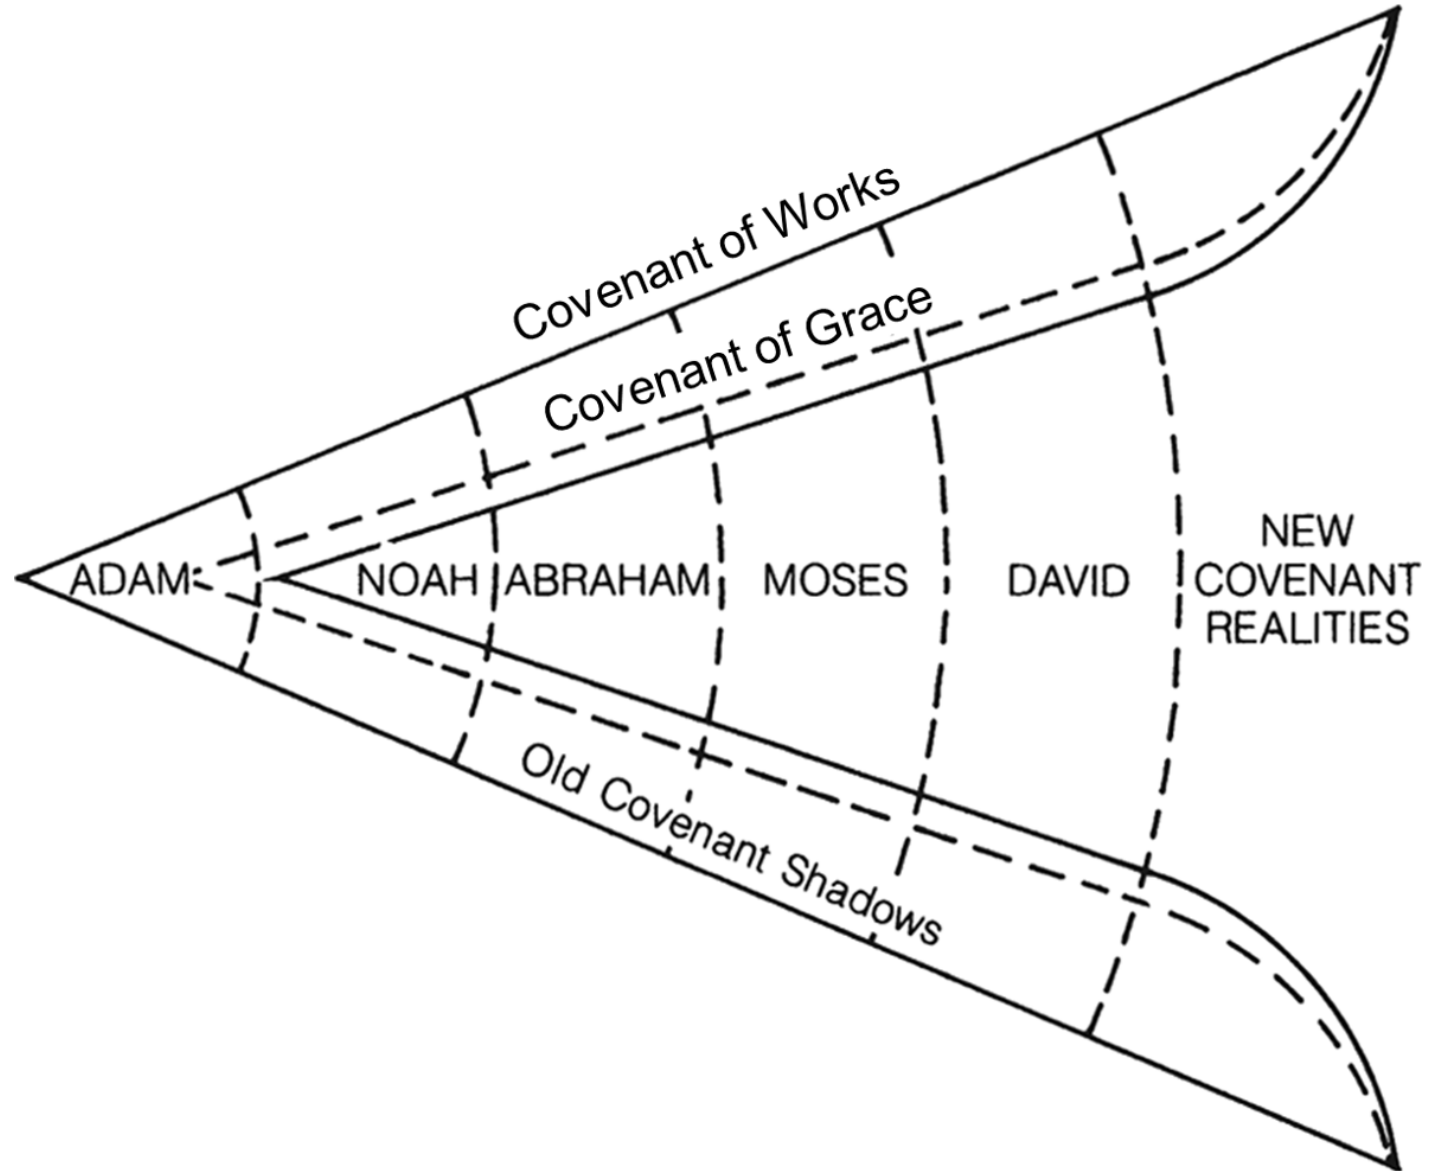 Covenant of Works
Covenant of Grace
ADAM
NOAH
ABRAHAM
MOSES
DAVID
NEW
COVENANT
REALITIES
Old Covenant Shadows